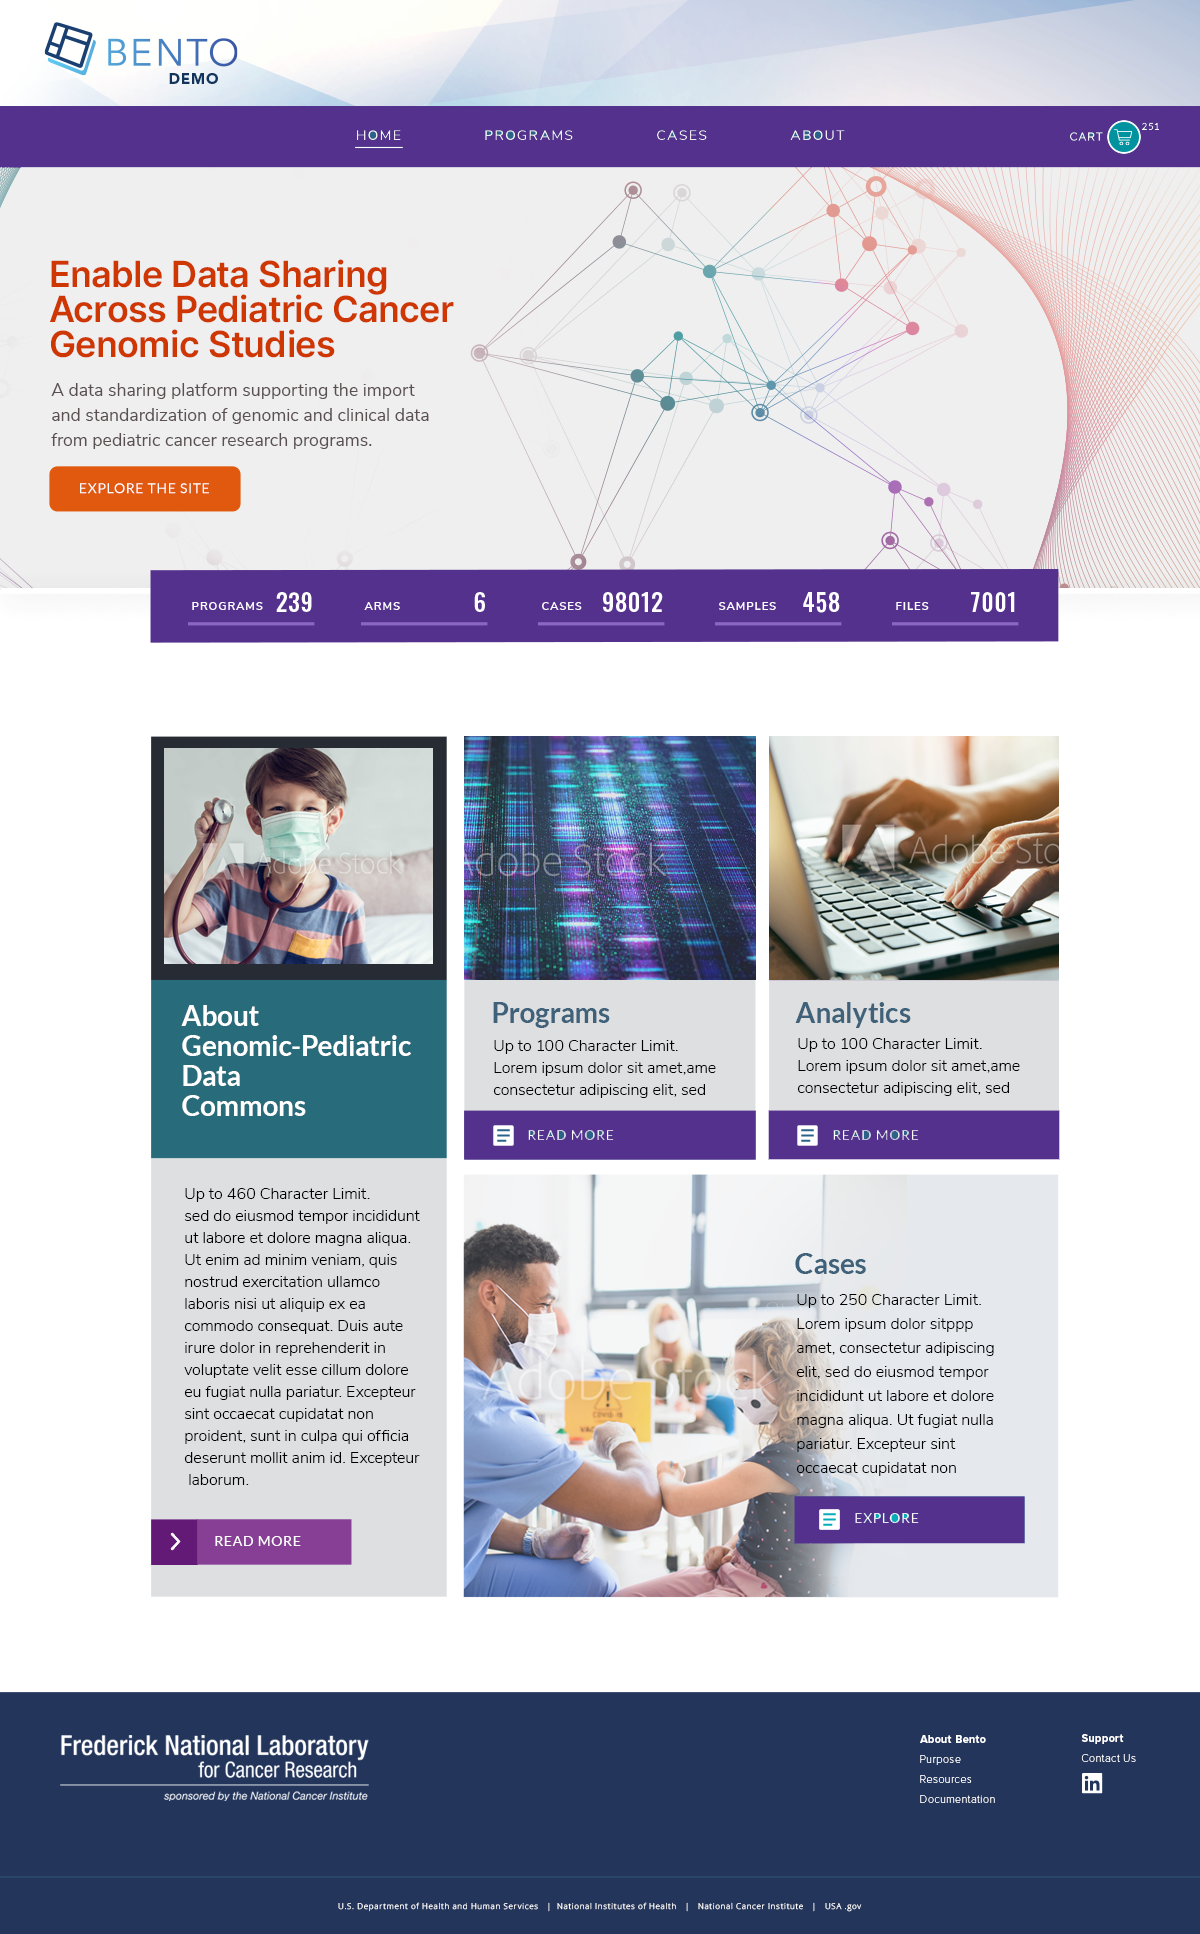 BENTO
DEMO
HOME
PROGRAMS
CASES
ABOUT
CART
251
Enable Data Sharing
Across Pediatric Cancer
Genomic Studies
A data sharing platform supporting the import
and standardization of genomic and clinical data
from pediatric cancer research programs.
EXPLORE THE SITE
PROGRAMS 239
ARMS 6
CASES 98012
SAMPLES 458
FILES 7001
Adobe Stock
Adobe Stock
Adobe Sto
About
Genomic-Pediatric
Data
Commons
Up to 460 Character Limit.
sed do eiusmod tempor incididunt
ut labore et dolore magna aliqua.
Ut enim ad minim veniam, quis
nostrud exercitation ullamco
laboris nisi ut aliquip ex ea
commodo consequat. Duis aute
irure dolor in reprehenderit in
voluptate velit esse cillum dolore
eu fugiat nulla pariatur. Excepteur
sint occaecat cupidatat non
proident, sunt in culpa qui officia
deserunt mollit anim id. Excepteur
laborum.
READ MORE
Programs
Up to 100 Character Limit.
Lorem ipsum dolor sit amet,ame
consectetur adipiscing elit, sed
READ MORE
Analytics
Up to 100 Character Limit.
Lorem ipsum dolor sit amet,ame
consectetur adipiscing elit, sed
READ MORE
Adobe Stock
COVID-19
Cases
Up to 250 Character Limit.
Lorem ipsum dolor sitppp
amet, consectetur adipiscing
elit, sed do eiusmod tempor
incididunt ut labore et dolore
magna aliqua. Ut fugiat nulla
pariatur. Excepteur sint
occaecat cupidatat non
EXPLORE
Frederick National Laboratory
for Cancer Research
sponsored by the National Cancer Institute
About Bento
Purpose
Resources
Documentation
Support
Contact Us
in
U.S. Department of Health and Human Services | National Institutes of Health | National Cancer Institute | USA .gov